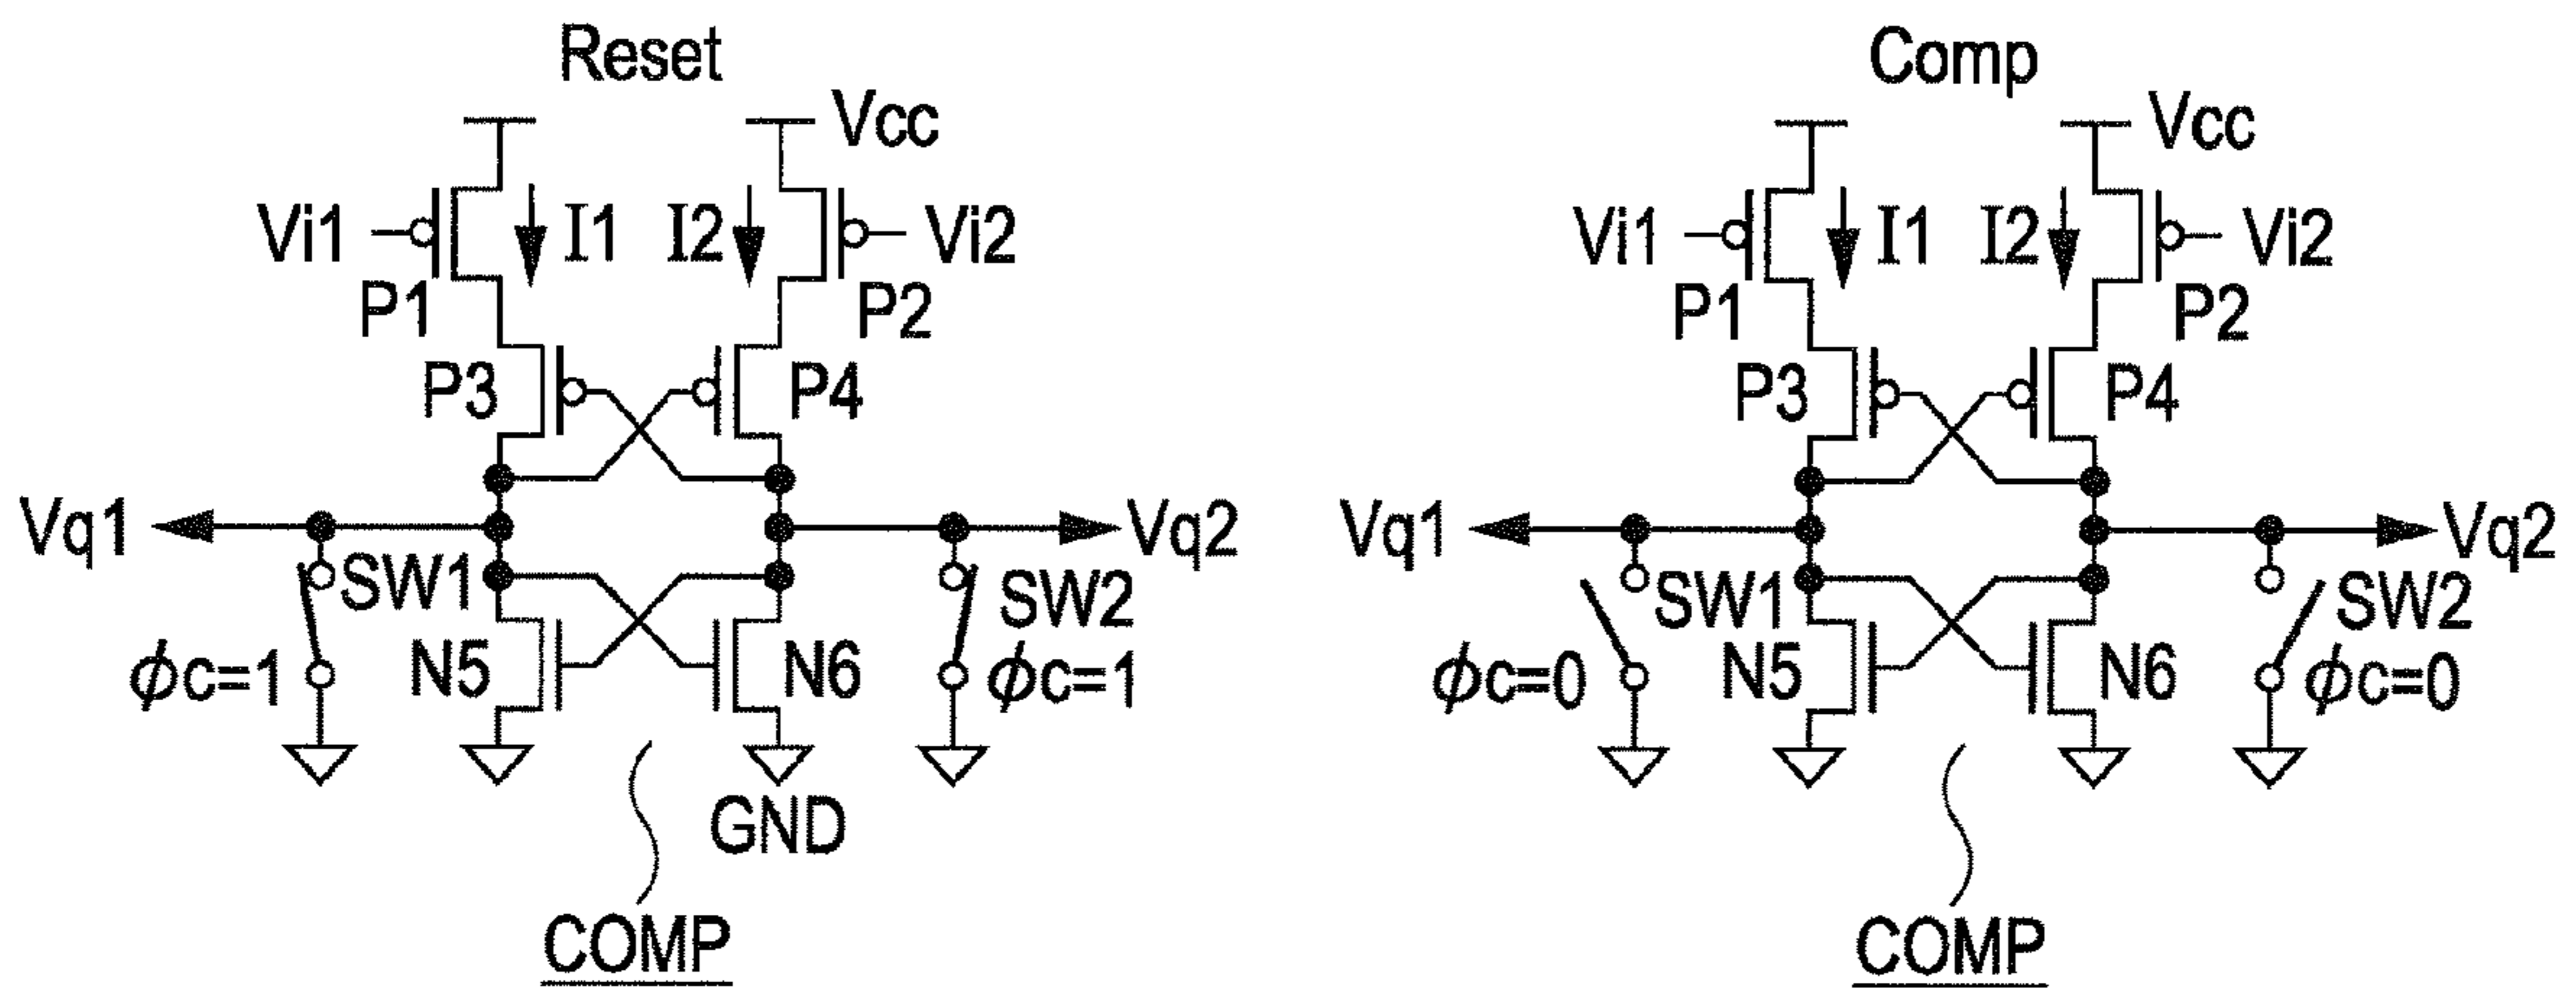 Reset
Vcc
Vi1
I1
I2
Vi2
P1
P2
P3
P4
Vq1
Vq2
SW1
SW2
ϕc=1
N5
N6
ϕc=1
GND
COMP
Comp
Vcc
Vi1
I1
I2
Vi2
P1
P2
P3
P4
Vq1
Vq2
SW1
SW2
ϕc=0
N5
N6
ϕc=0
COMP